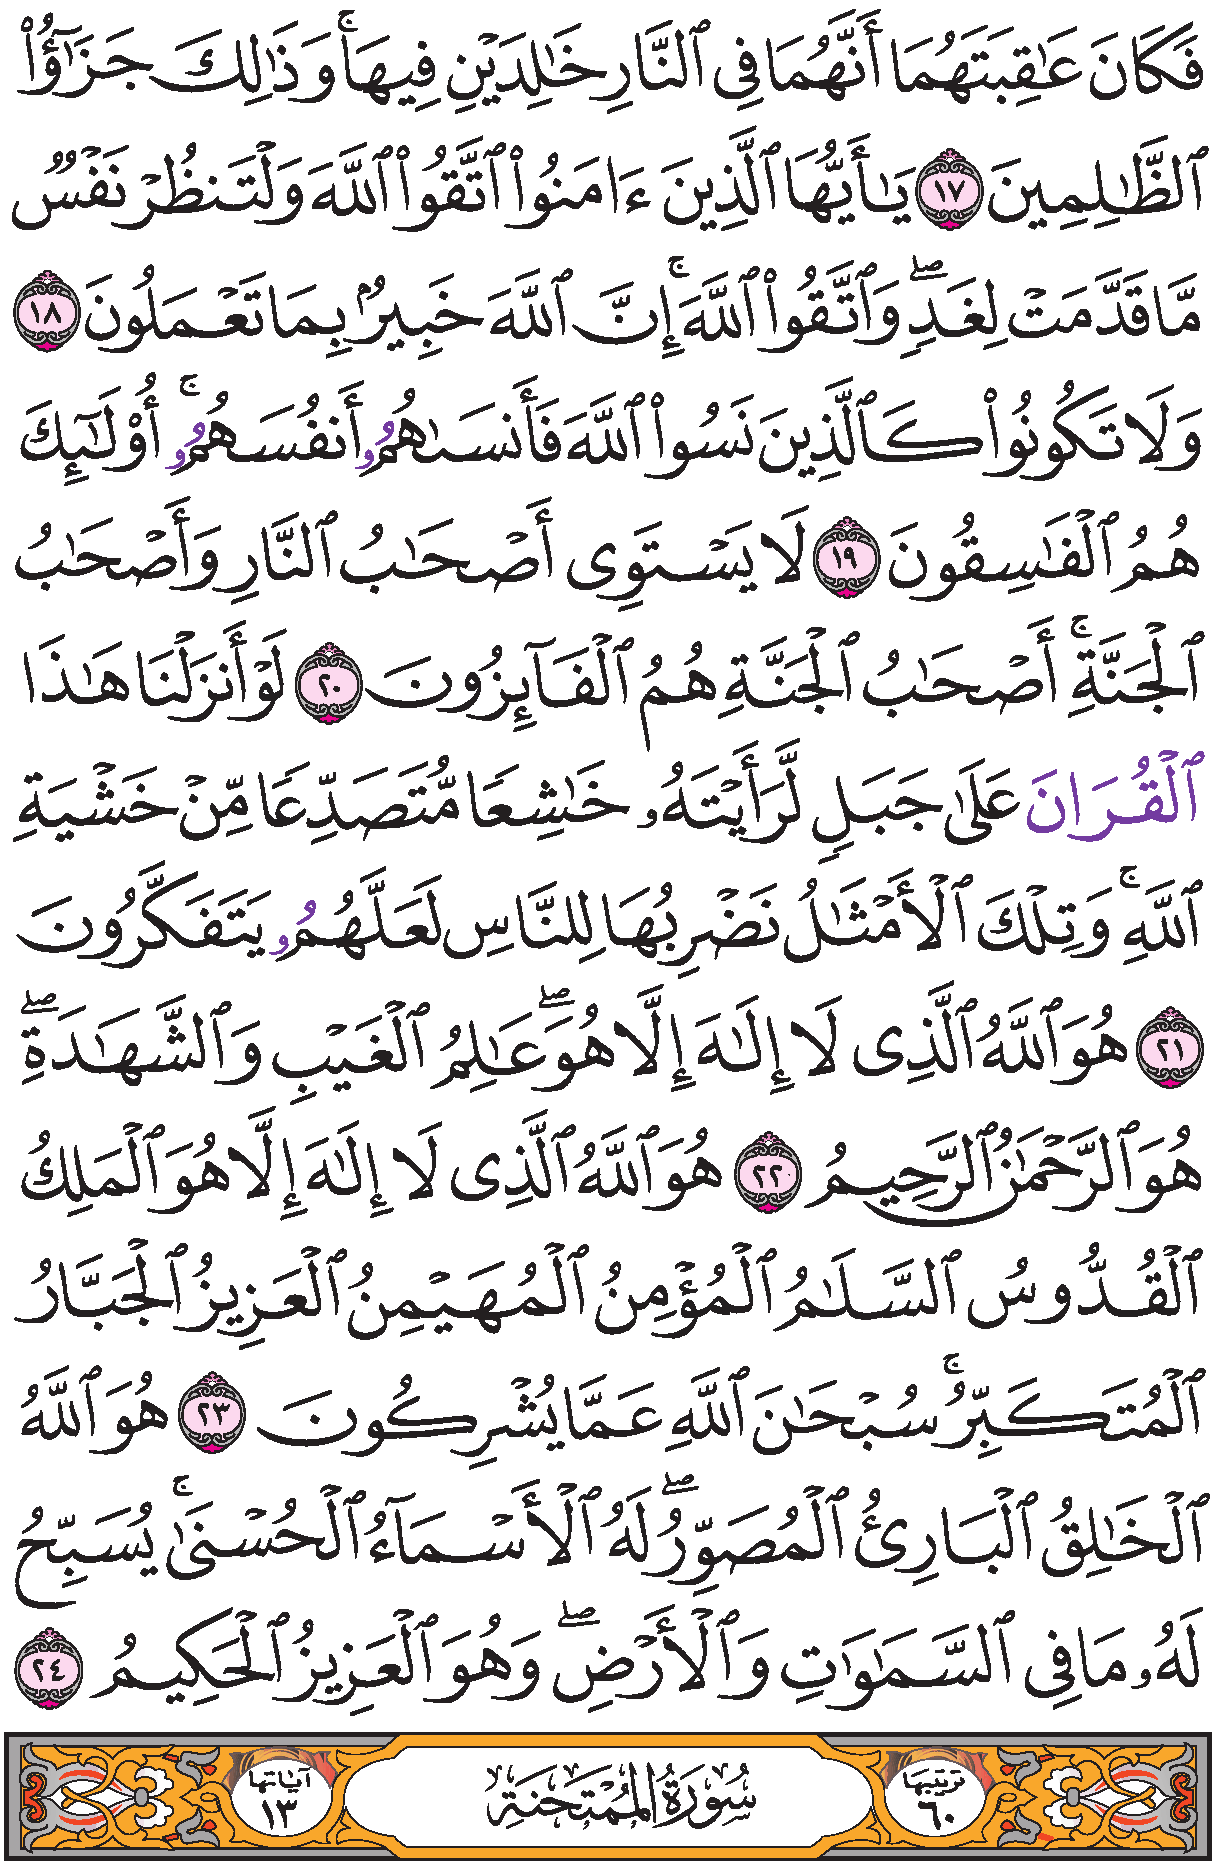 فَكَانَ عَٰقِبَتَهُمَا أَنَّهُمَا فِى ٱلنَّارِ خَٰلِدَيْنِ فِيهَا ۚ وَذَٰلِكَ جَزَٰٓؤُا۟
ٱلظَّٰلِمِينَ ١٧ يَٰٓأَيُّهَا ٱلَّذِينَ ءَامَنُوا۟ ٱتَّقُوا۟ ٱللَّهَ وَلْتَنظُرْ نَفْسٌ
مَّا قَدَّمَتْ لِغَدٍ ۖ وَٱتَّقُوا۟ ٱللَّهَ ۚ إِنَّ ٱللَّهَ خَبِيرٌۢ بِمَا تَعْمَلُونَ ١٨
وَلَا تَكُونُوا۟ كَٱلَّذِينَ نَسُوا۟ ٱللَّهَ فَأَنسَىٰهُمُۥ أَنفُسَهُمُۥ ۚ أُو۟لَٰٓئِكَ
هُمُ ٱلْفَٰسِقُونَ ١٩ لَا يَسْتَوِى أَصْحَٰبُ ٱلنَّارِ وَأَصْحَٰبُ
ٱلْجَنَّةِ ۚ أَصْحَٰبُ ٱلْجَنَّةِ هُمُ ٱلْفَآئِزُونَ ٢٠ لَوْ أَنزَلْنَا هَٰذَا
ٱلْقُرَانَ عَلَىٰ جَبَلٍ لَّرَأَيْتَهُۥ خَٰشِعًا مُّتَصَدِّعًا مِّنْ خَشْيَةِ
ٱللَّهِ ۚ وَتِلْكَ ٱلْأَمْثَٰلُ نَضْرِبُهَا لِلنَّاسِ لَعَلَّهُمُۥ يَتَفَكَّرُونَ
٢١ هُوَ ٱللَّهُ ٱلَّذِى لَا إِلَٰهَ إِلَّا هُوَ ۖ عَٰلِمُ ٱلْغَيْبِ وَٱلشَّهَٰدَةِ ۖ
هُوَ ٱلرَّحْمَٰنُ ٱلرَّحِيمُ ٢٢ هُوَ ٱللَّهُ ٱلَّذِى لَا إِلَٰهَ إِلَّا هُوَ ٱلْمَلِكُ
ٱلْقُدُّوسُ ٱلسَّلَٰمُ ٱلْمُؤْمِنُ ٱلْمُهَيْمِنُ ٱلْعَزِيزُ ٱلْجَبَّارُ
ٱلْمُتَكَبِّرُ ۚ سُبْحَٰنَ ٱللَّهِ عَمَّا يُشْرِكُونَ ٢٣ هُوَ ٱللَّهُ
ٱلْخَٰلِقُ ٱلْبَارِئُ ٱلْمُصَوِّرُ ۖ لَهُ ٱلْأَسْمَآءُ ٱلْحُسْنَىٰ ۚ يُسَبِّحُ
لَهُۥ مَا فِى ٱلسَّمَٰوَٰتِ وَٱلْأَرْضِ ۖ وَهُوَ ٱلْعَزِيزُ ٱلْحَكِيمُ ٢٤
ترتيبها ٦٠ سُورَةُ المُمْتَحَنَةِ آياتها ١٣